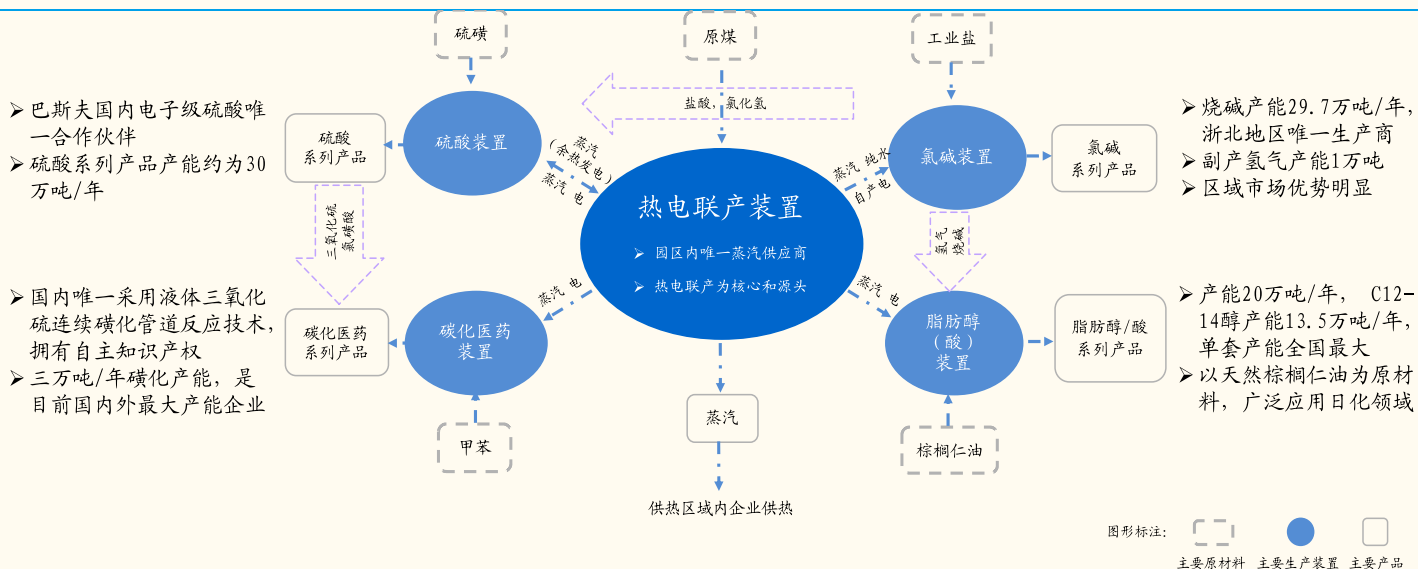 硫磺
原煤
工业盐
➢巴斯夫国内电子级硫酸唯
一合作伙伴
➢硫酸系列产品产能约为30
万吨/年
硫酸
系列产品
硫酸装置
盐酸，氯化氢
蒸汽
(余热发电)
蒸汽 电
蒸汽 纯水
自产电
氯碱装置
氯碱
系列产品
➢烧碱产能29.7万吨/年，
浙北地区唯一生产商
➢副产氢气产能1万吨
➢区域市场优势明显
热电联产装置
➢ 园区内唯一蒸汽供应商
➢ 热电联产为核心和源头
三氧化硫
氯磺酸
氢气
烧碱
➢国内唯一采用液体三氧化
硫连续磺化管道反应技术，
拥有自主知识产权
➢三万吨/年磺化产能，是
目前国内外最大产能企业
碳化医药
系列产品
碳化医药
装置
蒸汽 电
蒸汽 电
脂肪醇
（酸）
装置
脂肪醇/酸
系列产品
➢产能20万吨/年， C12-
14醇产能13.5万吨/年，
单套产能全国最大
➢以天然棕榈仁油为原材
料，广泛应用日化领域
甲苯
蒸汽
棕榈仁油
供热区域内企业供热
图形标注：
主要原材料 主要生产装置 主要产品